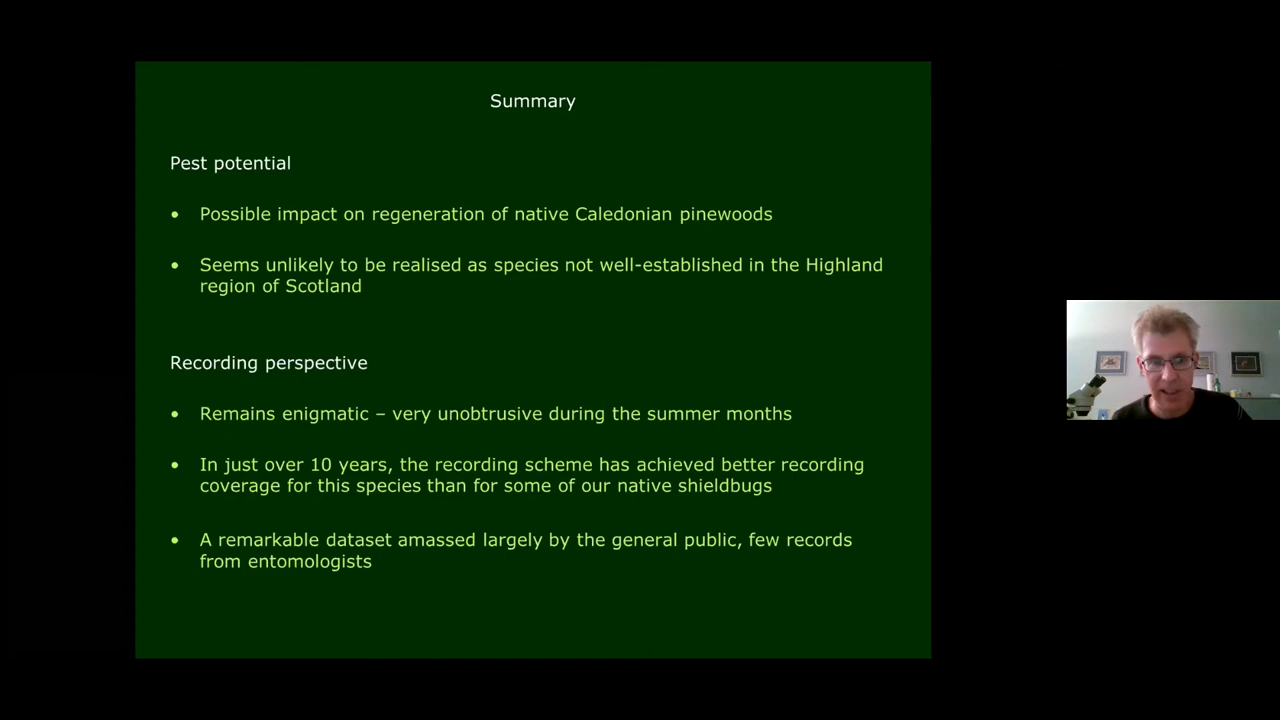 Summary
Pest potential
• Possible impact on regeneration of native Caledonian pinewoods
• Seems unlikely to be realised as species not well-established in the Highland
region of Scotland
Recording perspective
• Remains enigmatic – very unobtrusive during the summer months
• In just over 10 years, the recording scheme has achieved better recording
coverage for this species than for some of our native shieldbugs
• A remarkable dataset amassed largely by the general public, few records
from entomologists